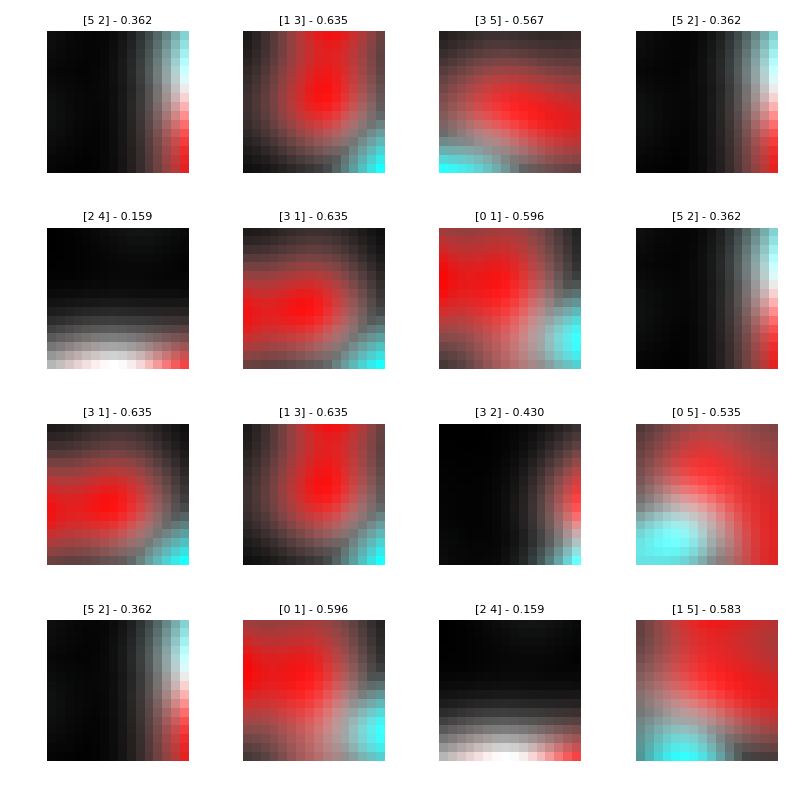 [5 2] - 0.362 [1 3] - 0.635 [3 5] - 0.567 [5 2] - 0.362
[2 4] - 0.159 [3 1] - 0.635 [0 1] - 0.596 [5 2] - 0.362
[3 1] - 0.635 [1 3] - 0.635 [3 2] - 0.430 [0 5] - 0.535
[5 2] - 0.362 [0 1] - 0.596 [2 4] - 0.159 [1 5] - 0.583